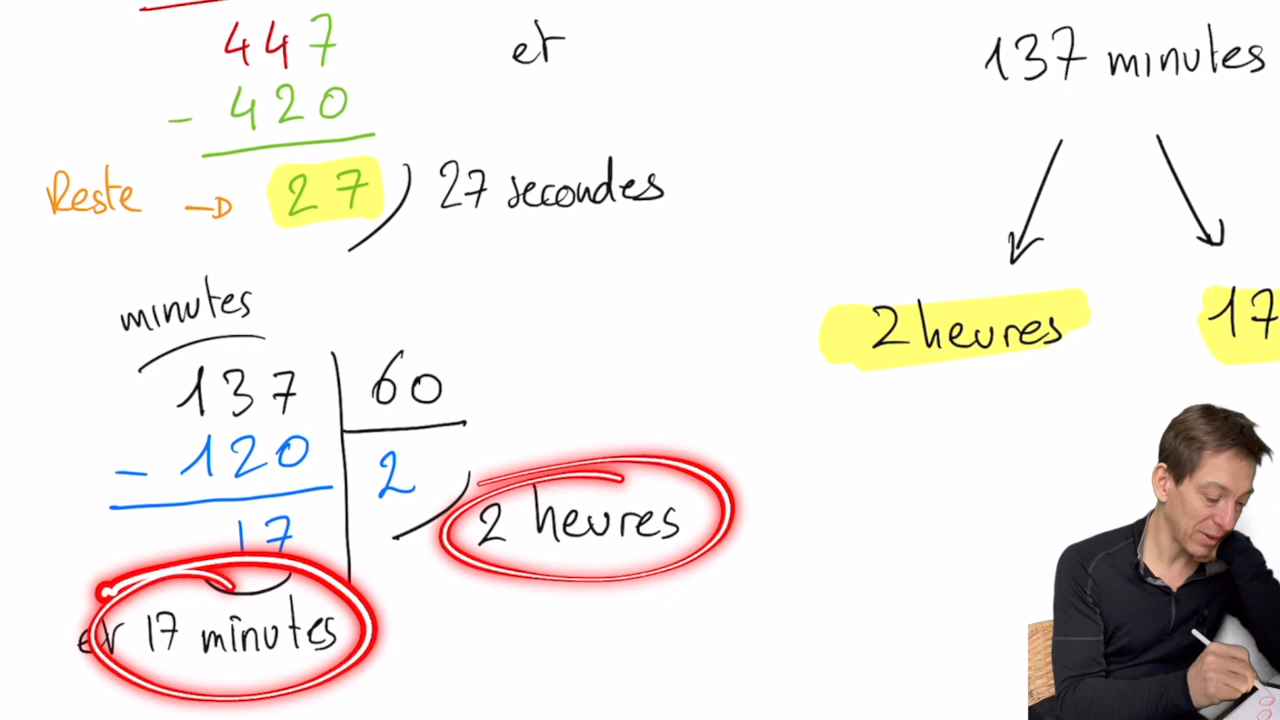 447
et
- 420
Reste → 27
27 secondes
minutes
137
60
- 120
2
2 heures
17
et 17 minutes
137 minutes
2 heures
17